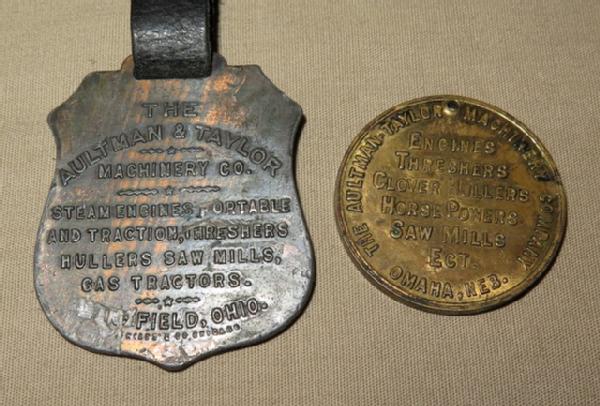 THE
AULTMAN & TAYLOR
MACHINERY CO.
STEAM ENGINES, PORTABLE
AND TRACTION, THRESHERS
HULLERS SAW MILLS,
GAS TRACTORS.
FIELD, OHIO.
CHICAGO
THE AULTMAN-TAYLOR MACHINERY COMPANY
ENGINES
THRESHERS
CLOVER HULLERS
HORSE POWERS
SAW MILLS
ECT.
OMAHA, NEB.